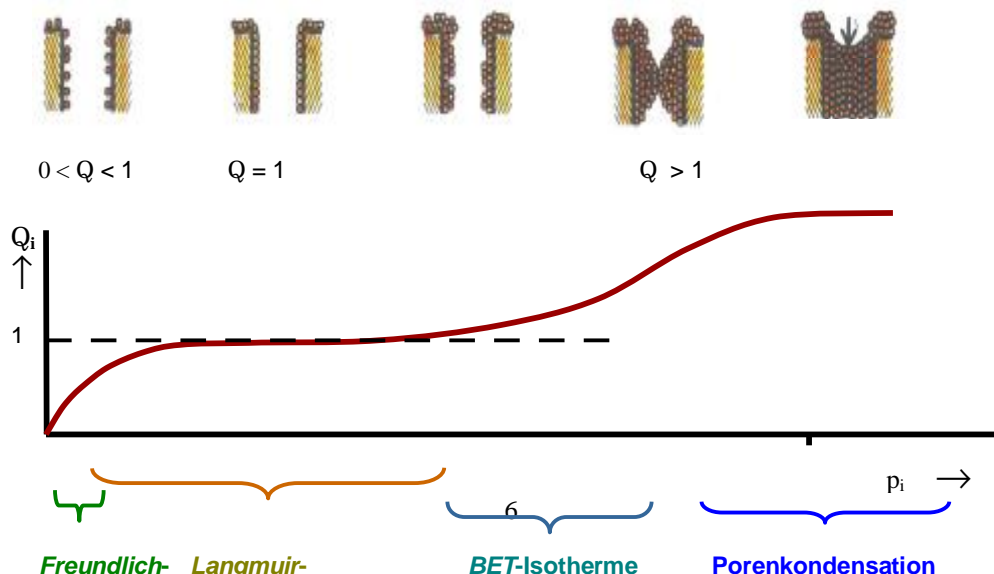 0 < Q < 1 Q = 1 Q > 1
Qi
↑
1
pi →
6
Freundlich- Langmuir- BET-Isotherme Porenkondensation